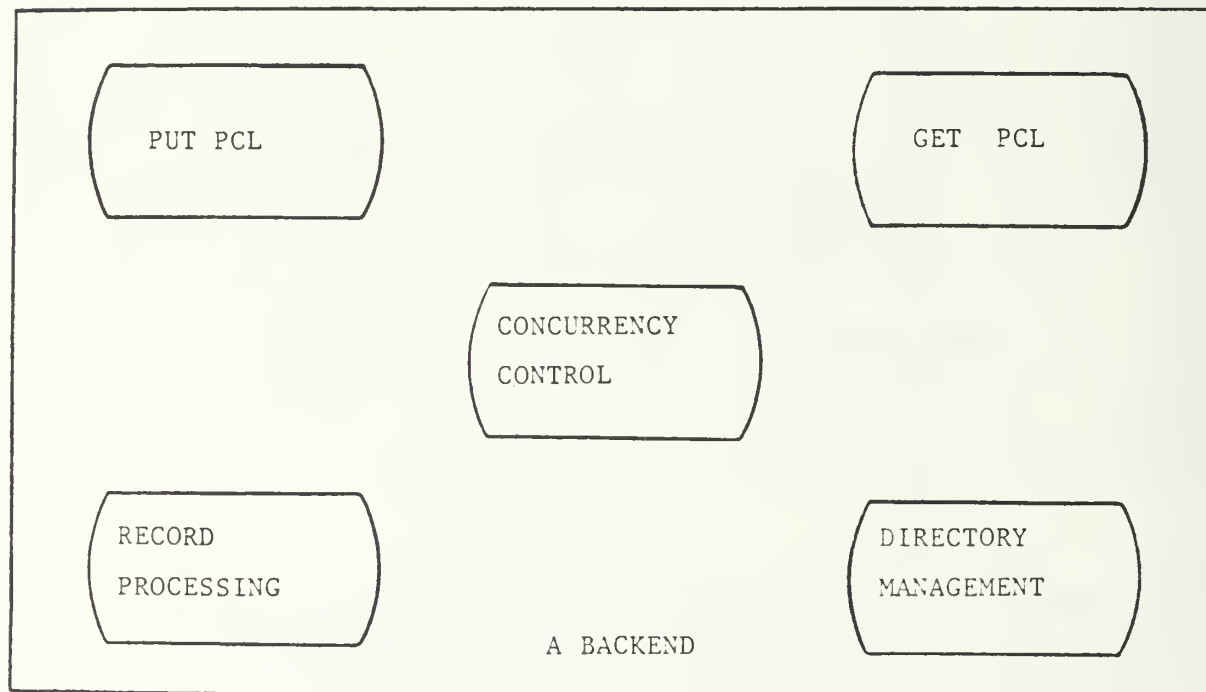 PUT PCL
GET PCL
CONCURRENCY
CONTROL
RECORD
PROCESSING
DIRECTORY
MANAGEMENT
A BACKEND